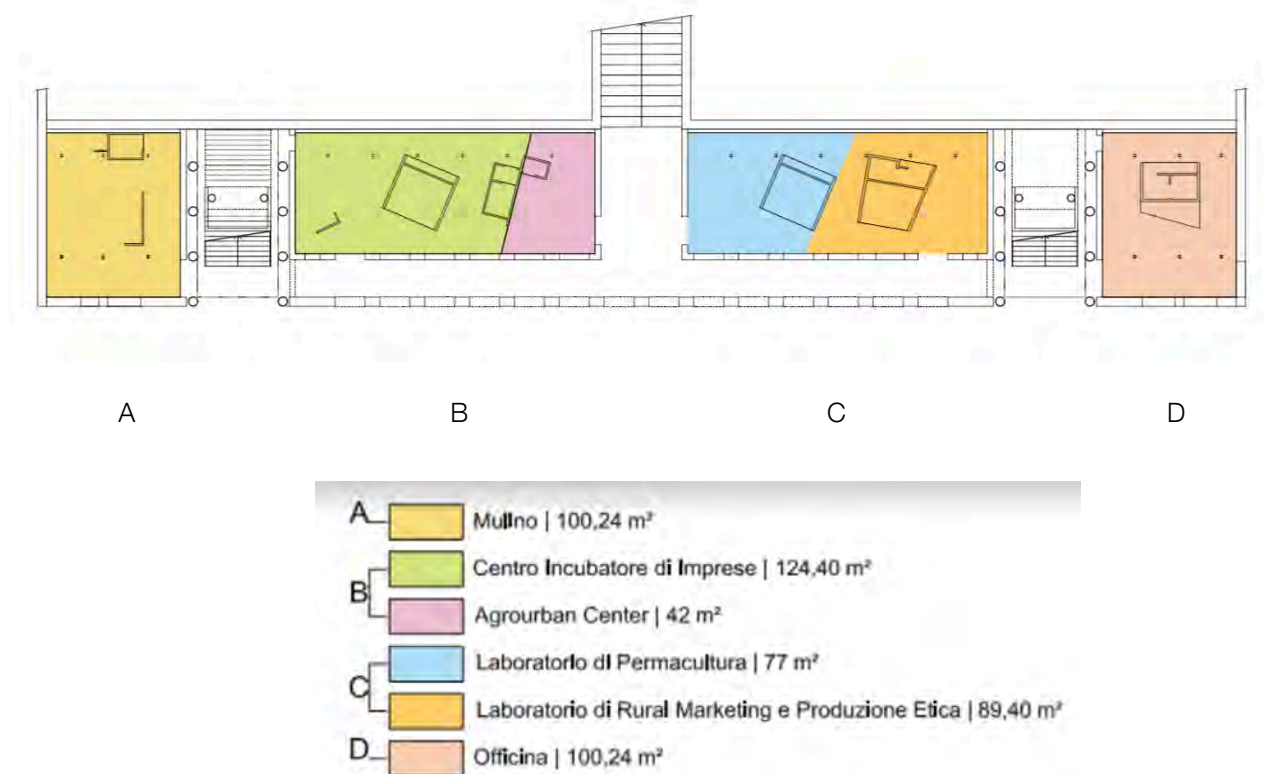 A B C D
A Mulino | 100,24 m²
B Centro Incubatore di Imprese | 124,40 m²
Agrourban Center | 42 m²
C Laboratorio di Permacultura | 77 m²
Laboratorio di Rural Marketing e Produzione Etica | 89,40 m²
D Officina | 100,24 m²